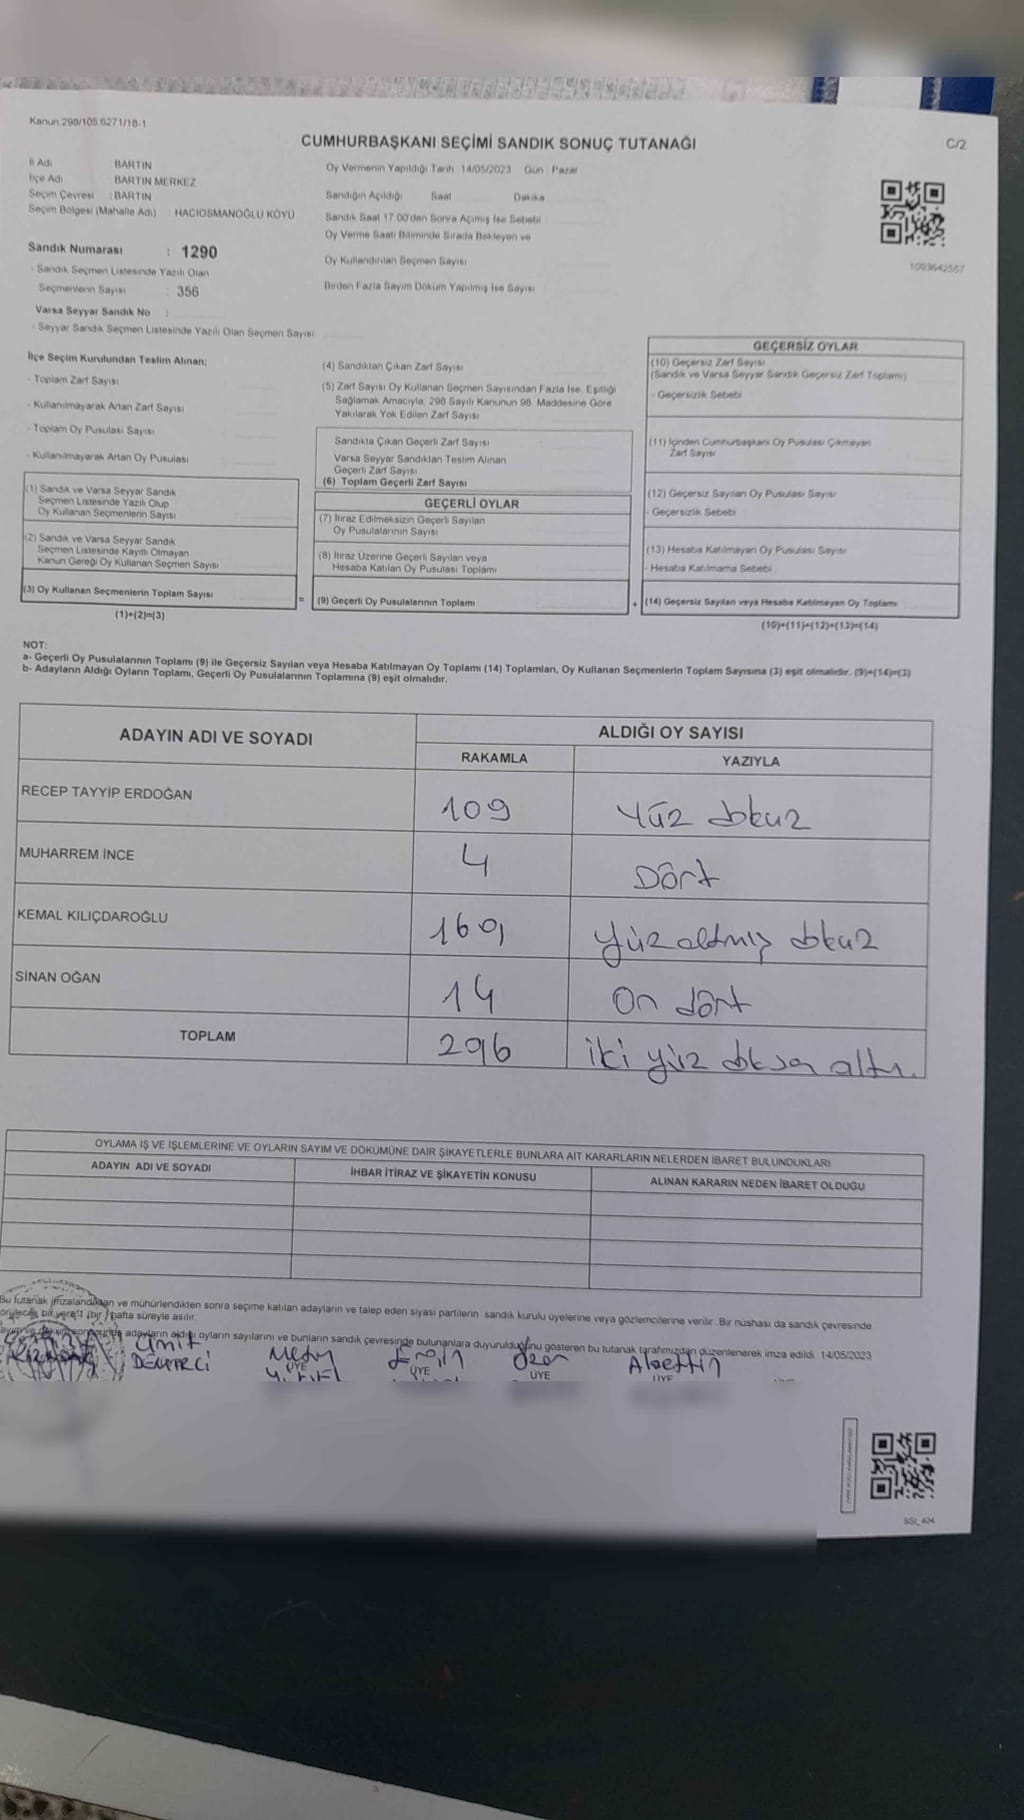 Kanun:298/105,6271/18-1
CUMHURBAŞKANI SEÇİMİ SANDIK SONUÇ TUTANAĞI
C/2
İl Adı BARTIN
İlçe Adı BARTIN MERKEZ
Seçim Çevresi : BARTIN
Seçim Bölgesi (Mahalle Adı) : HACIOSMANOĞLU KÖYÜ
Oy Vermenin Yapıldığı Tarih : 14/05/2023 Gün : Pazar
Sandığın Açıldığı Saat Dakika
Sandık Saat 17.00'den Sonra Açımış İse Sebebi
Oy Verme Saati Bitiminde Sırada Bekleyen ve
Oy Kullandırılan Seçmen Sayısı
Birden Fazla Sayım Döküm Yapılmış İse Sayısı
1093642567
Sandık Numarası : 1290
- Sandık Seçmen Listesinde Yazılı Olan
Seçmenlerin Sayısı : 356
Varsa Seyyar Sandık No :
- Seyyar Sandık Seçmen Listesinde Yazılı Olan Seçmen Sayısı
İlçe Seçim Kurulundan Teslim Alınan;
- Toplam Zarf Sayısı
- Kullanılmayarak Artan Zarf Sayısı
- Toplam Oy Pusulası Sayısı
- Kullanılmayarak Artan Oy Pusulası
(1) Sandık ve Varsa Seyyar Sandık
Seçmen Listesinde Yazılı Olup
Oy Kullanan Seçmenlerin Sayısı
(2) Sandık ve Varsa Seyyar Sandık
Seçmen Listesinde Kayıtlı Olmayan
Kanun Gereği Oy Kullanan Seçmen Sayısı
(3) Oy Kullanan Seçmenlerin Toplam Sayısı
(1)+(2)=(3)
(4) Sandıktan Çıkan Zarf Sayısı
(5) Zarf Sayısı Oy Kullanan Seçmen Sayısından Fazla İse, Eşitliği
Sağlamak Amacıyla, 298 Sayılı Kanunun 98. Maddesine Göre
Yakılarak Yok Edilen Zarf Sayısı
Sandıkta Çıkan Geçerli Zarf Sayısı
Varsa Seyyar Sandıktan Teslim Alınan
Geçerli Zarf Sayısı
(6) Toplam Geçerli Zarf Sayısı
GEÇERLİ OYLAR
(7) İtiraz Edilmeksizin Geçerli Sayılan
Oy Pusulalarının Sayısı
(8) İtiraz Üzerine Geçerli Sayılan veya
Hesaba Katılan Oy Pusulası Toplamı
= (9) Geçerli Oy Pusulalarının Toplamı
GEÇERSİZ OYLAR
(10) Geçersiz Zarf Sayısı
(Sandık ve Varsa Seyyar Sandık Geçersiz Zarf Toplamı)
- Geçersizlik Sebebi
(11) İçinden Cumhurbaşkanı Oy Pusulası Çıkmayan
Zarf Sayısı
(12) Geçersiz Sayılan Oy Pusulası Sayısı
- Geçersizlik Sebebi
(13) Hesaba Katılmayan Oy Pusulası Sayısı
- Hesaba Katılmama Sebebi
+ (14) Geçersiz Sayılan veya Hesaba Katılmayan Oy Toplamı
(10)+(11)+(12)+(13)=(14)
NOT:
a- Geçerli Oy Pusulalarının Toplamı (9) ile Geçersiz Sayılan veya Hesaba Katılmayan Oy Toplamı (14) Toplamları, Oy Kullanan Seçmenlerin Toplam Sayısına (3) eşit olmalıdır. (9)+(14)=(3)
b- Adayların Aldığı Oyların Toplamı, Geçerli Oy Pusulalarının Toplamına (9) eşit olmalıdır.
ADAYIN ADI VE SOYADI
ALDIĞI OY SAYISI
RAKAMLA YAZIYLA
RECEP TAYYİP ERDOĞAN 109 Yüz dokuz
MUHARREM İNCE 4 Dört
KEMAL KILIÇDAROĞLU 169 Yüz altmış dokuz
SİNAN OĞAN 14 On dört
TOPLAM 296 iki yüz doksan altı.
OYLAMA İŞ VE İŞLEMLERİNE VE OYLARIN SAYIM VE DÖKÜMÜNE DAİR ŞİKAYETLERLE BUNLARA AİT KARARLARIN NELERDEN İBARET BULUNDUKLARI
ADAYIN ADI VE SOYADI İHBAR İTİRAZ VE ŞİKAYETİN KONUSU ALINAN KARARIN NEDEN İBARET OLDUĞU
Bu tutanak imzalandıktan ve mühürlendikten sonra seçime katılan adayların ve talep eden siyasi partilerin sandık kurulu üyelerine veya gözlemcilerine verilir. Bir nüshası da sandık çevresinde
bir yere 1 (bir) hafta süreyle asılır.
adayların aldığı oyların sayılarını ve bunların sandık çevresinde bulunanlara duyurulduğunu gösteren bu tutanak tarafımızdan düzenlenerek imza edildi. 14/05/2023
Ümit Ersin Ozan Alaettin
DEMİRCİ ÜYE ÜYE ÜYE ÜYE
SSI_404